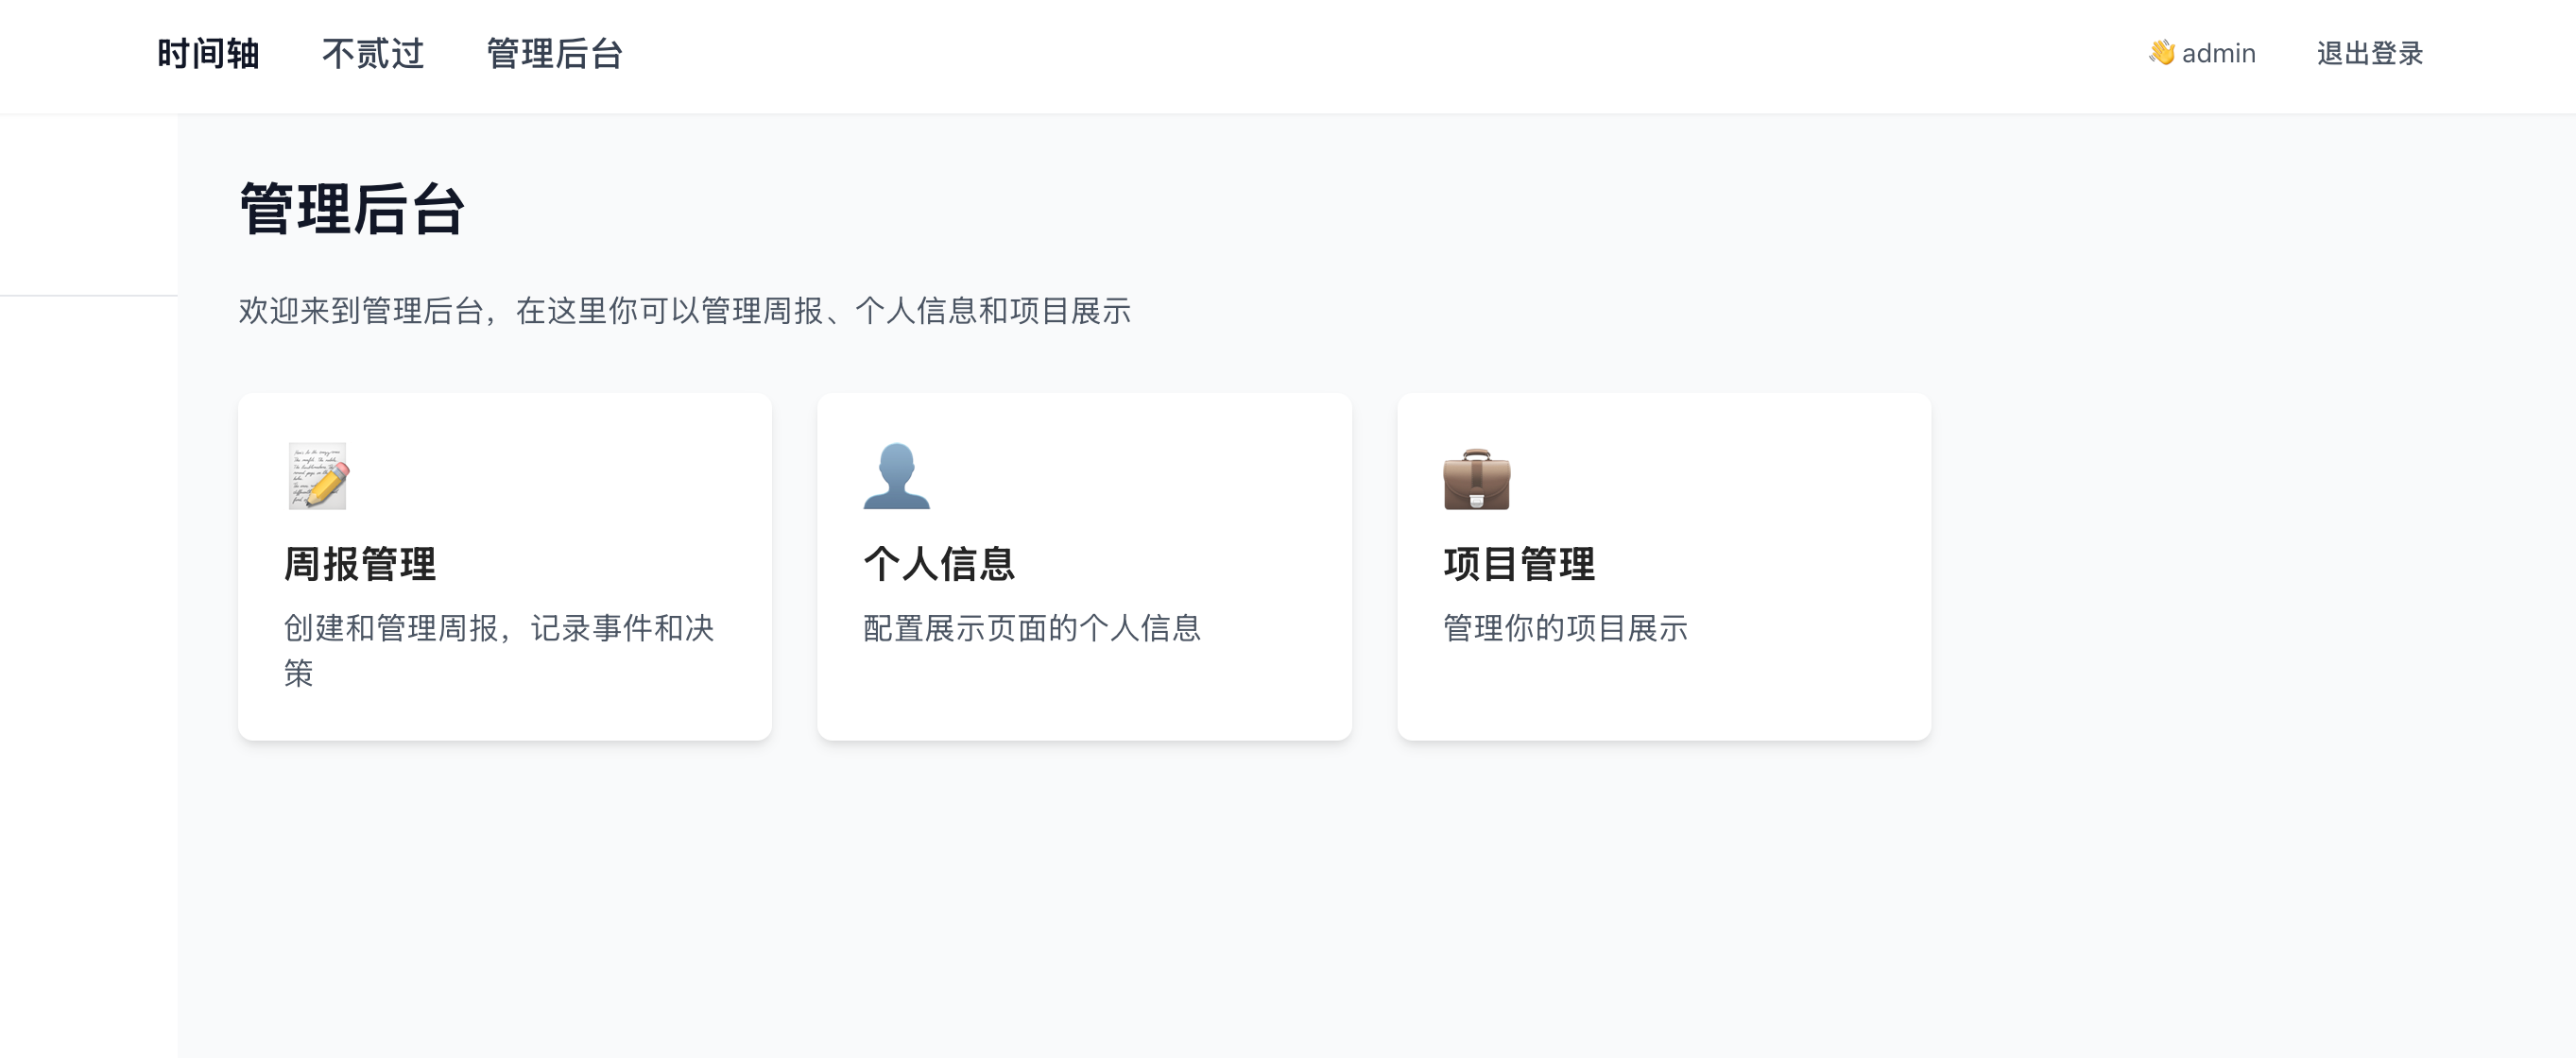 时间轴 不贰过 管理后台 👋 admin 退出登录
管理后台
欢迎来到管理后台，在这里你可以管理周报、个人信息和项目展示
周报管理
创建和管理周报，记录事件和决
策
个人信息
配置展示页面的个人信息
项目管理
管理你的项目展示